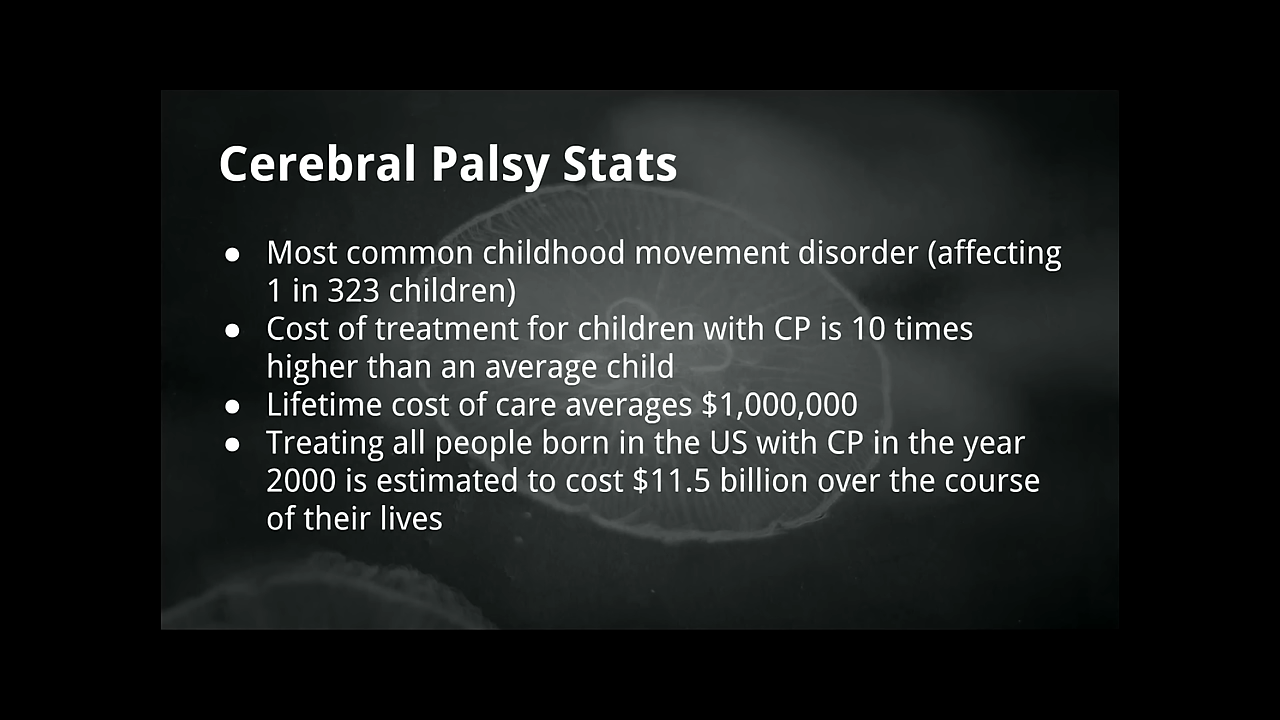 Cerebral Palsy Stats
● Most common childhood movement disorder (affecting
1 in 323 children)
● Cost of treatment for children with CP is 10 times
higher than an average child
● Lifetime cost of care averages $1,000,000
● Treating all people born in the US with CP in the year
2000 is estimated to cost $11.5 billion over the course
of their lives